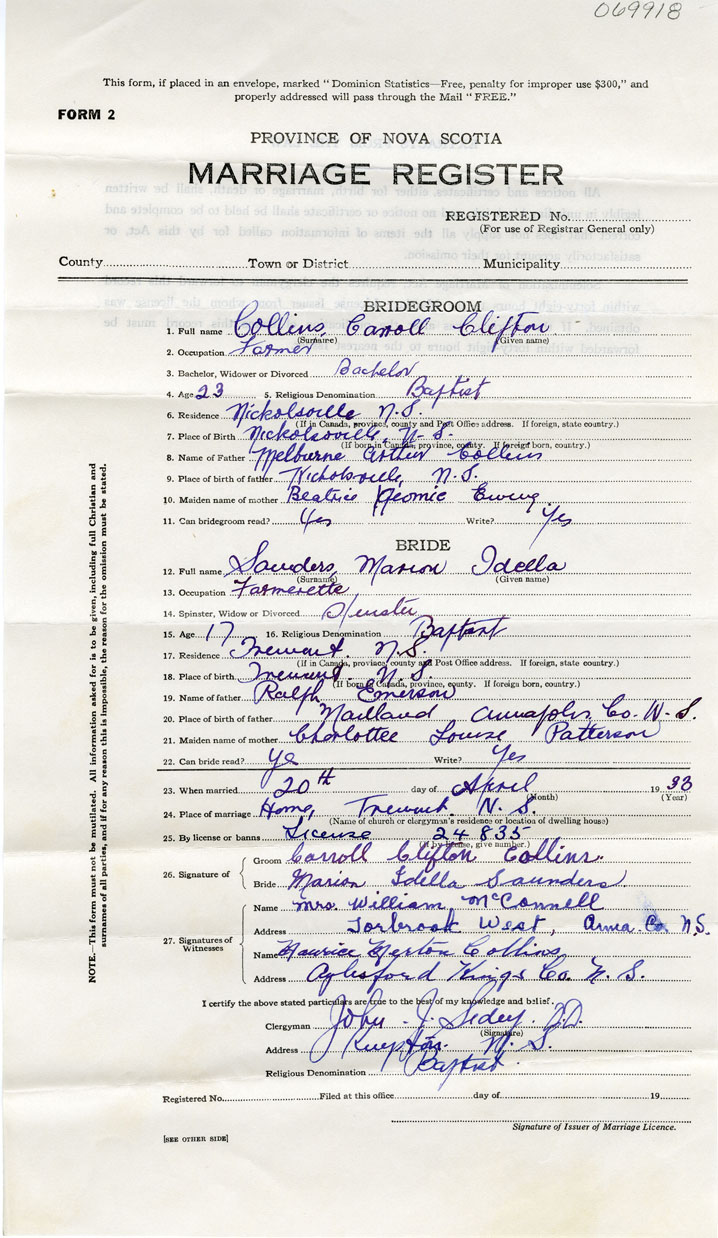 069918
This form, if placed in an envelope, marked "Dominion Statistics—Free, penalty for improper use $300," and
properly addressed will pass through the Mail "FREE."
FORM 2
PROVINCE OF NOVA SCOTIA
MARRIAGE REGISTER
REGISTERED No.
(For use of Registrar General only)
County Town or District Municipality
BRIDEGROOM
1. Full name Collins, Carroll Clifton
(Surname) (Given name)
2. Occupation Farmer
3. Bachelor, Widower or Divorced Bachelor
4. Age 23 5. Religious Denomination Baptist
6. Residence Nickolsville N.S.
(If in Canada, province, county and Post Office address. If foreign, state country.)
7. Place of Birth Nickolsville, N.S.
(If born in Canada, province, county. If foreign born, country.)
8. Name of Father Melburne Arthur Collins
9. Place of birth of father Nicholsville, N.S.
10. Maiden name of mother Beatrice Ewing
11. Can bridegroom read? Yes Write? Yes
BRIDE
12. Full name Saunders, Marion Idella
(Surname) (Given name)
13. Occupation Farmerette
14. Spinster, Widow or Divorced Spinster
15. Age 17 16. Religious Denomination Baptist
17. Residence Tremont, N.S.
(If in Canada, province, county and Post Office address. If foreign, state country.)
18. Place of birth Tremont, N.S.
(If born in Canada, province, county. If foreign born, country.)
19. Name of father Ralph Emerson
20. Place of birth of father Maitland Annapolis Co. N.S.
21. Maiden name of mother Charlottee Louise Patterson
22. Can bride read? Yes Write? Yes
23. When married 20th day of April 1933
(Month) (Year)
24. Place of marriage Home, Tremont, N.S.
(Name of church or clergyman's residence or location of dwelling house)
25. By license or banns License 24835
(If by license, give number.)
26. Signature of
Groom Carroll Clifton Collins
Bride Marion Idella Saunders
27. Signatures of
Witnesses
Name Mrs. William McConnell
Address Torbrook West, Anna. Co. N.S.
Name Maurice Merton Collins
Address Aylesford Kings Co. N.S.
I certify the above stated particulars are true to the best of my knowledge and belief.
Clergyman John J. D.D.
(Signature)
Address N.S.
Religious Denomination Baptist
Registered No. Filed at this office day of 19
Signature of Issuer of Marriage Licence.
[SEE OTHER SIDE]
NOTE.—This form must not be mutilated. All information asked for is to be given, including full Christian and
surnames of all parties, and if for any reason this is impossible, the reason for the omission must be stated.